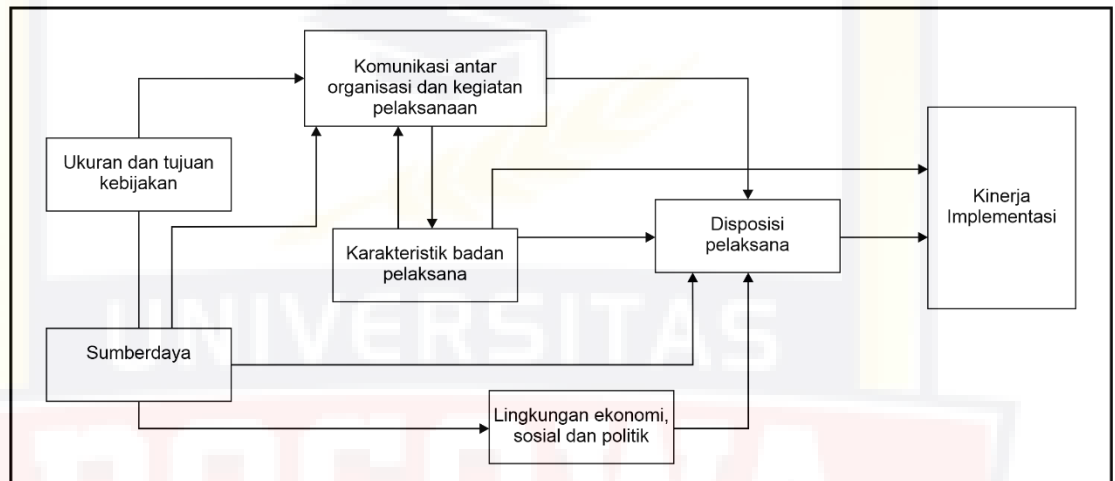 Komunikasi antar
organisasi dan kegiatan
pelaksanaan
Ukuran dan tujuan
kebijakan
Kinerja
Implementasi
Disposisi
pelaksana
Karakteristik badan
pelaksana
Sumberdaya
Lingkungan ekonomi,
sosial dan politik
UNIVERSITAS
BOSOWA